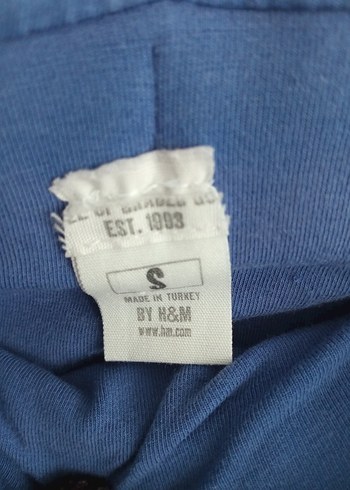 EST. 1993
S
MADE IN TURKEY
BY H&M
www.hm.com